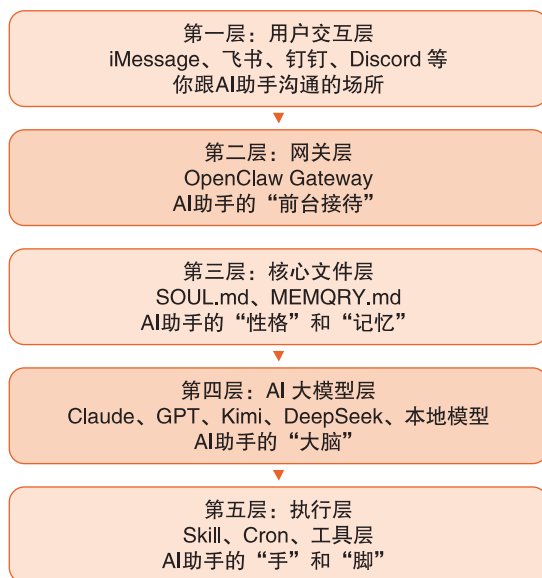 第一层：用户交互层
iMessage、飞书、钉钉、Discord 等
你跟AI助手沟通的场所
第二层：网关层
OpenClaw Gateway
AI助手的“前台接待”
第三层：核心文件层
SOUL.md、MEMQRY.md
AI助手的“性格”和“记忆”
第四层：AI 大模型层
Claude、GPT、Kimi、DeepSeek、本地模型
AI助手的“大脑”
第五层：执行层
Skill、Cron、工具层
AI助手的“手”和“脚”